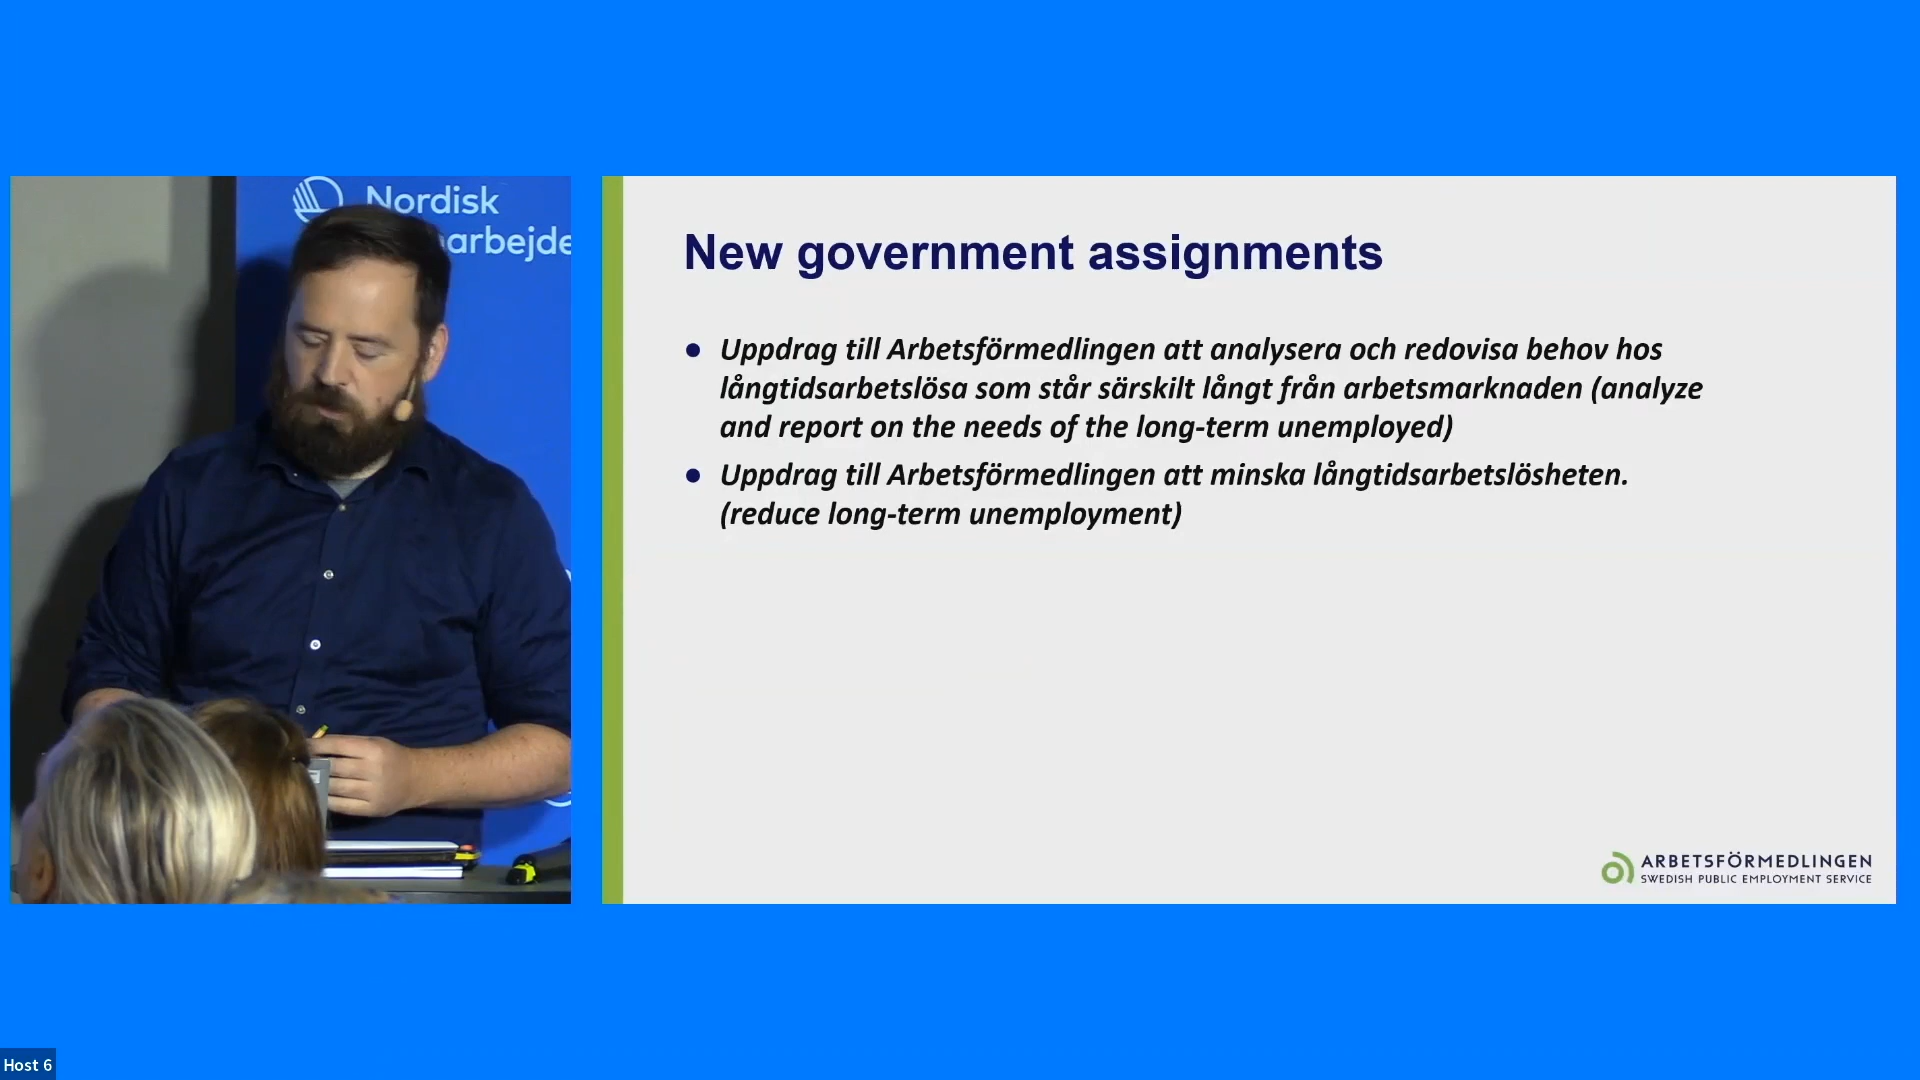 Nordisk
arbejde
New government assignments
Uppdrag till Arbetsförmedlingen att analysera och redovisa behov hos
långtidsarbetslösa som står särskilt långt från arbetsmarknaden (analyze
and report on the needs of the long-term unemployed)
Uppdrag till Arbetsförmedlingen att minska långtidsarbetslösheten.
(reduce long-term unemployment)
ARBETSFÖRMEDLINGEN
SWEDISH PUBLIC EMPLOYMENT SERVICE
Host 6